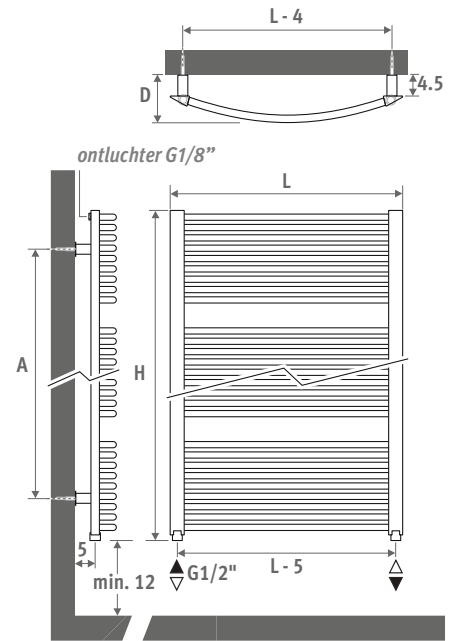 L - 4
D
4.5
ontluchter G1/8”
L
A
H
5
min. 12
G1/2"
L - 5